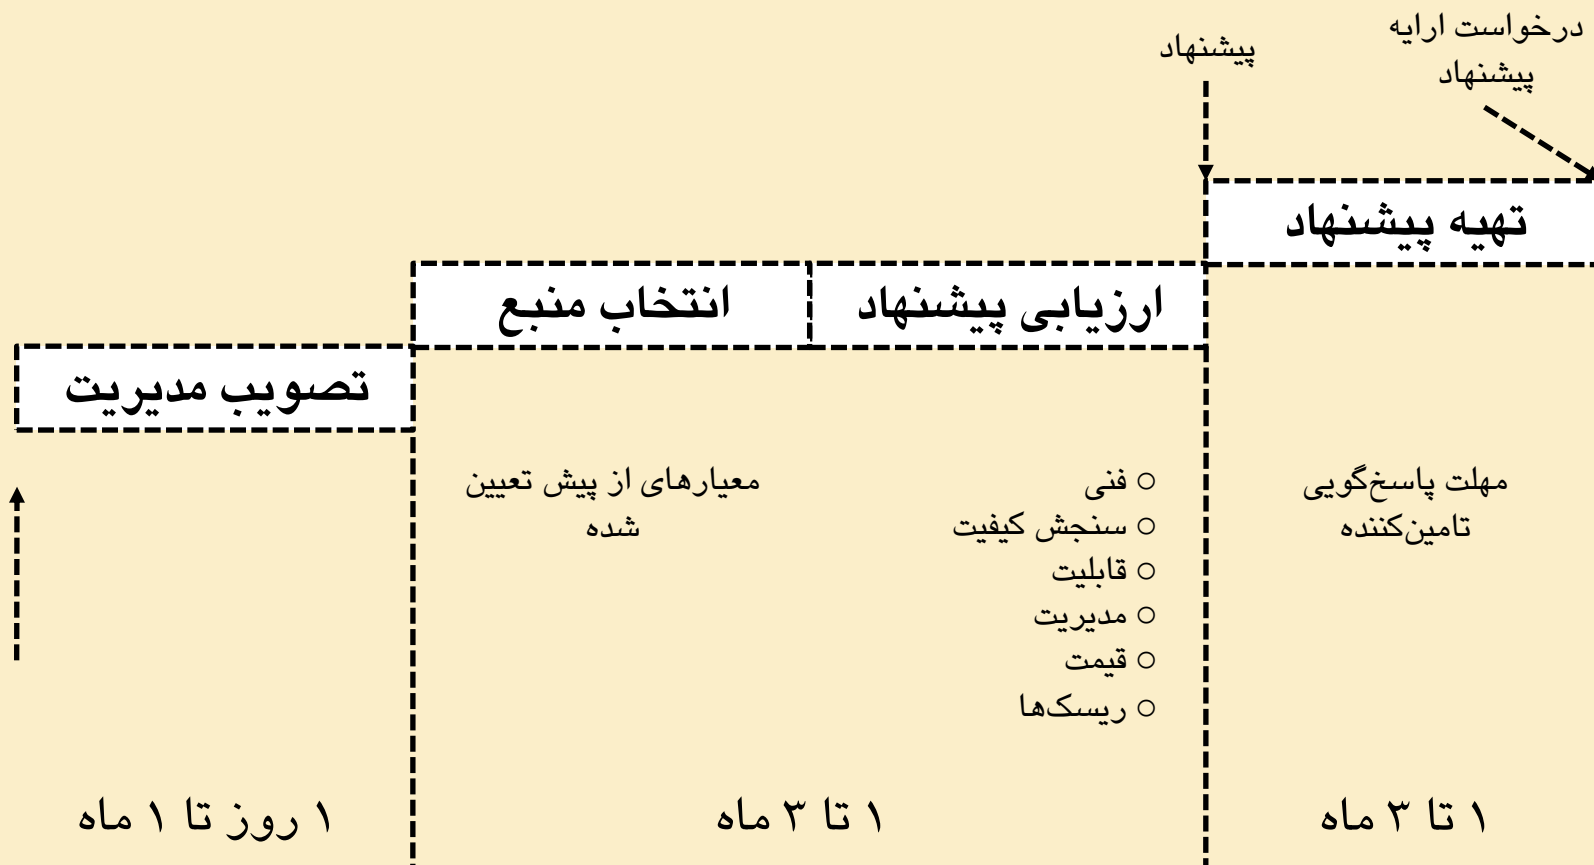 درخواست ارایه
پیشنهاد
پیشنهاد
تهیه پیشنهاد
ارزیابی پیشنهاد
انتخاب منبع
تصویب مدیریت
مهلت پاسخ‌گویی
تامین‌کننده
○ فنی
○ سنجش کیفیت
○ قابلیت
○ مدیریت
○ قیمت
○ ریسک‌ها
معیارهای از پیش تعیین
شده
۱ تا ۳ ماه
۱ تا ۳ ماه
۱ روز تا ۱ ماه